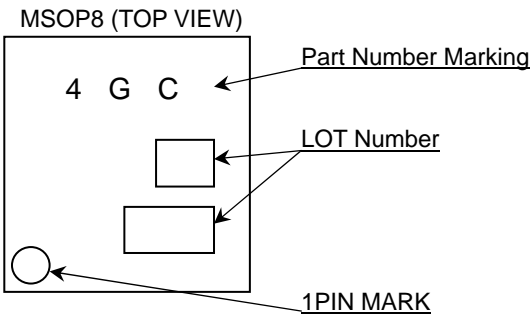 MSOP8 (TOP VIEW)
Part Number Marking
4 G C
LOT Number
1PIN MARK